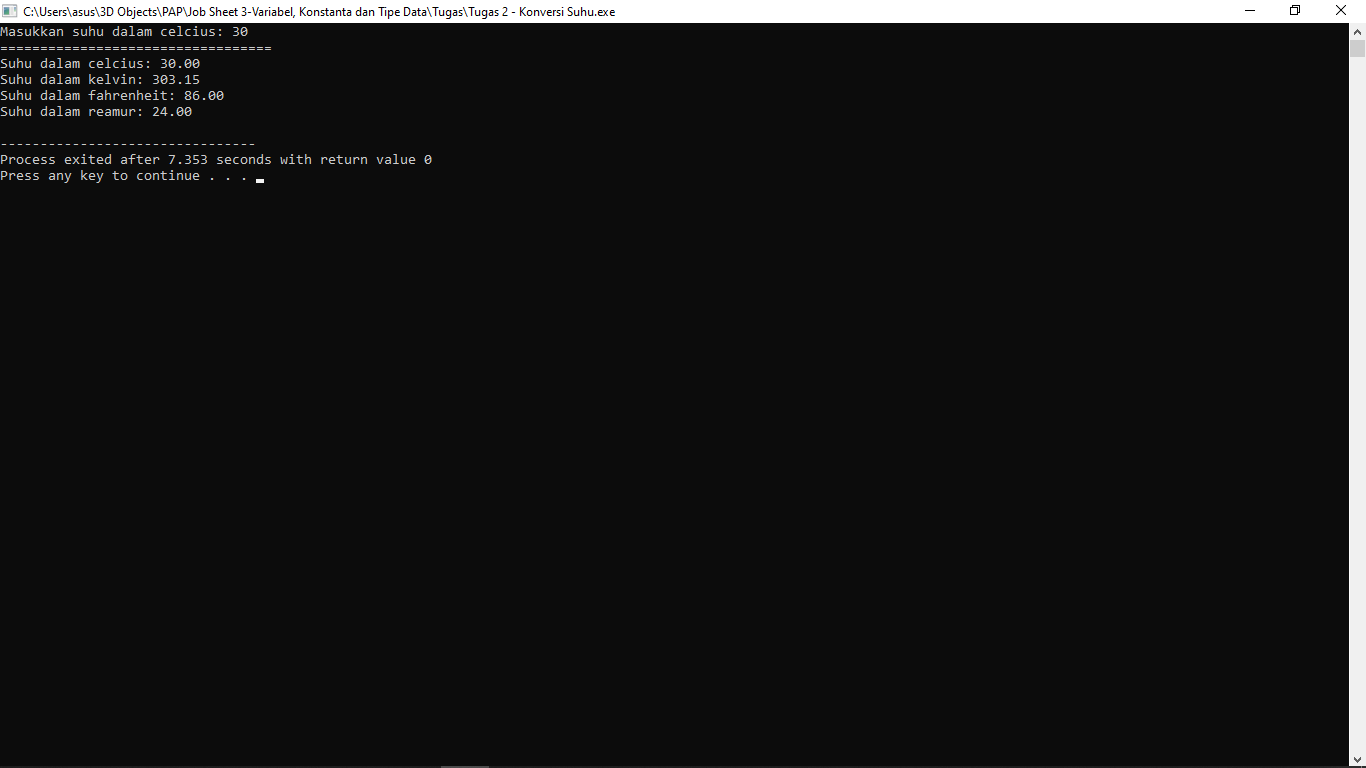 C:\Users\asus\3D Objects\PAP\Job Sheet 3-Variabel, Konstanta dan Tipe Data\Tugas\Tugas 2 - Konversi Suhu.exe
Masukkan suhu dalam celcius: 30
==================================
Suhu dalam celcius: 30.00
Suhu dalam kelvin: 303.15
Suhu dalam fahrenheit: 86.00
Suhu dalam reamur: 24.00
--------------------------------
Process exited after 7.353 seconds with return value 0
Press any key to continue . . .